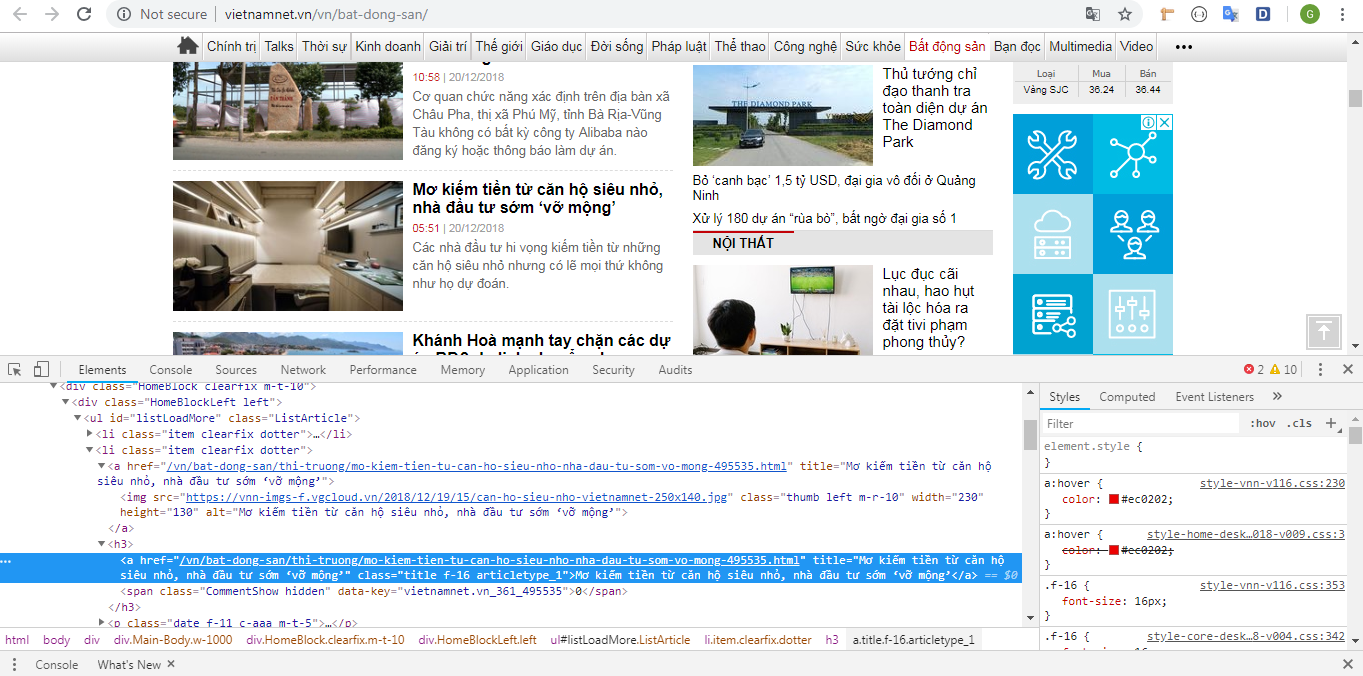 Not secure | vietnamnet.vn/vn/bat-dong-san/
G
Chính trị Talks Thời sự Kinh doanh Giải trí Thế giới Giáo dục Đời sống Pháp luật Thể thao Công nghệ Sức khỏe Bất động sản Bạn đọc Multimedia Video •••
10:58 | 20/12/2018
Cơ quan chức năng xác định trên địa bàn xã
Châu Pha, thị xã Phú Mỹ, tỉnh Bà Rịa-Vũng
Tàu không có bất kỳ công ty Alibaba nào
đăng ký hoặc thông báo làm dự án.
Mơ kiếm tiền từ căn hộ siêu nhỏ,
nhà đầu tư sớm ‘vỡ mộng’
05:51 | 20/12/2018
Các nhà đầu tư hi vọng kiếm tiền từ những
căn hộ siêu nhỏ nhưng có lẽ mọi thứ không
như họ dự đoán.
Khánh Hoà mạnh tay chặn các dự
THE DIAMOND PARK
Thủ tướng chỉ
đạo thanh tra
toàn diện dự án
The Diamond
Park
Bỏ ‘canh bạc’ 1,5 tỷ USD, đại gia vô đối ở Quảng
Ninh
Xử lý 180 dự án “rùa bò”, bất ngờ đại gia số 1
NỘI THẤT
Lục đục cãi
nhau, hao hụt
tài lộc hóa ra
đặt tivi phạm
phong thủy?
Loại Mua Bán
Vàng SJC 36.24 36.44
Elements Console Sources Network Performance Memory Application Security Audits 2 10
<div class="HomeBlock clearfix m-t-10">
<div class="HomeBlockLeft left">
<ul id="listLoadMore" class="ListArticle">
<li class="item clearfix dotter">…</li>
<li class="item clearfix dotter">
<a href="/vn/bat-dong-san/thi-truong/mo-kiem-tien-tu-can-ho-sieu-nho-nha-dau-tu-som-vo-mong-495535.html" title="Mơ kiếm tiền từ căn hộ
siêu nhỏ, nhà đầu tư sớm ‘vỡ mộng’">
<img src="https://vnn-imgs-f.vgcloud.vn/2018/12/19/15/can-ho-sieu-nho-vietnamnet-250x140.jpg" class="thumb left m-r-10" width="230"
height="130" alt="Mơ kiếm tiền từ căn hộ siêu nhỏ, nhà đầu tư sớm ‘vỡ mộng’">
</a>
<h3>
<a href="/vn/bat-dong-san/thi-truong/mo-kiem-tien-tu-can-ho-sieu-nho-nha-dau-tu-som-vo-mong-495535.html" title="Mơ kiếm tiền từ căn hộ
siêu nhỏ, nhà đầu tư sớm ‘vỡ mộng’" class="title f-16 articletype_1">Mơ kiếm tiền từ căn hộ siêu nhỏ, nhà đầu tư sớm ‘vỡ mộng’</a> == $0
<span class="CommentShow hidden" data-key="vietnamnet.vn_361_495535">0</span>
</h3>
<p class="date f-11 c-aaa m-t-5">…</p>
Styles Computed Event Listeners »
Filter :hov .cls +
element.style {
}
a:hover { style-vnn-v116.css:230
color: #ec0202;
}
a:hover { style-home-desk…018-v009.css:3
color: #ec0202;
}
.f-16 { style-vnn-v116.css:353
font-size: 16px;
}
.f-16 { style-core-desk…8-v004.css:342
html body div div.Main-Body.w-1000 div.HomeBlock.clearfix.m-t-10 div.HomeBlockLeft.left ul#listLoadMore.ListArticle li.item.clearfix.dotter h3 a.title.f-16.articletype_1
Console What's New ×